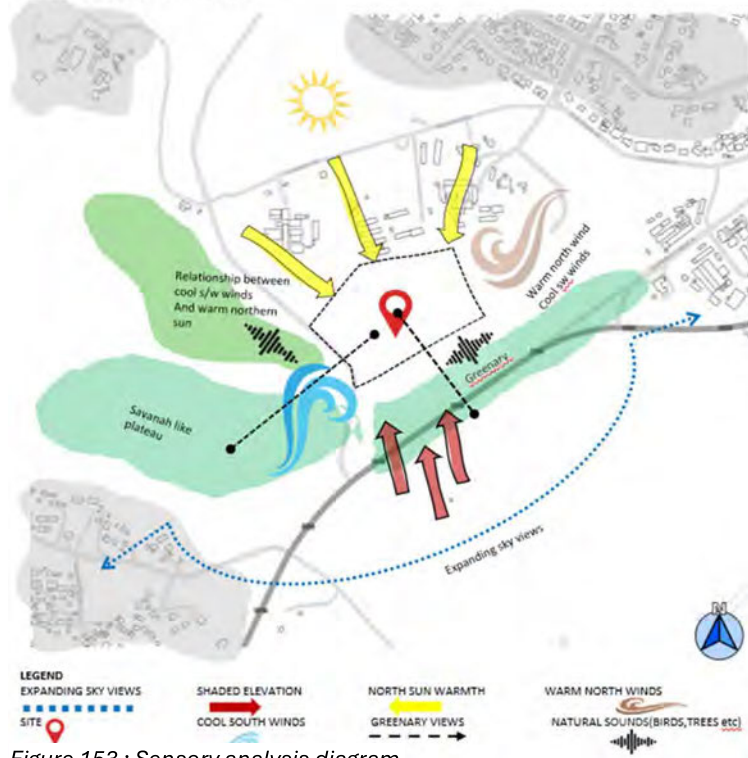 Relationship between
cool s/w winds
And warm northern
sun
Warm north wind
Cool sw winds
Greenary
Savanah like
plateau
Expanding sky views
N
LEGEND
EXPANDING SKY VIEWS
SHADED ELEVATION
NORTH SUN WARMTH
WARM NORTH WINDS
SITE
COOL SOUTH WINDS
GREENARY VIEWS
NATURAL SOUNDS(BIRDS,TREES etc)
Figure 153 : Sensory analysis diagram